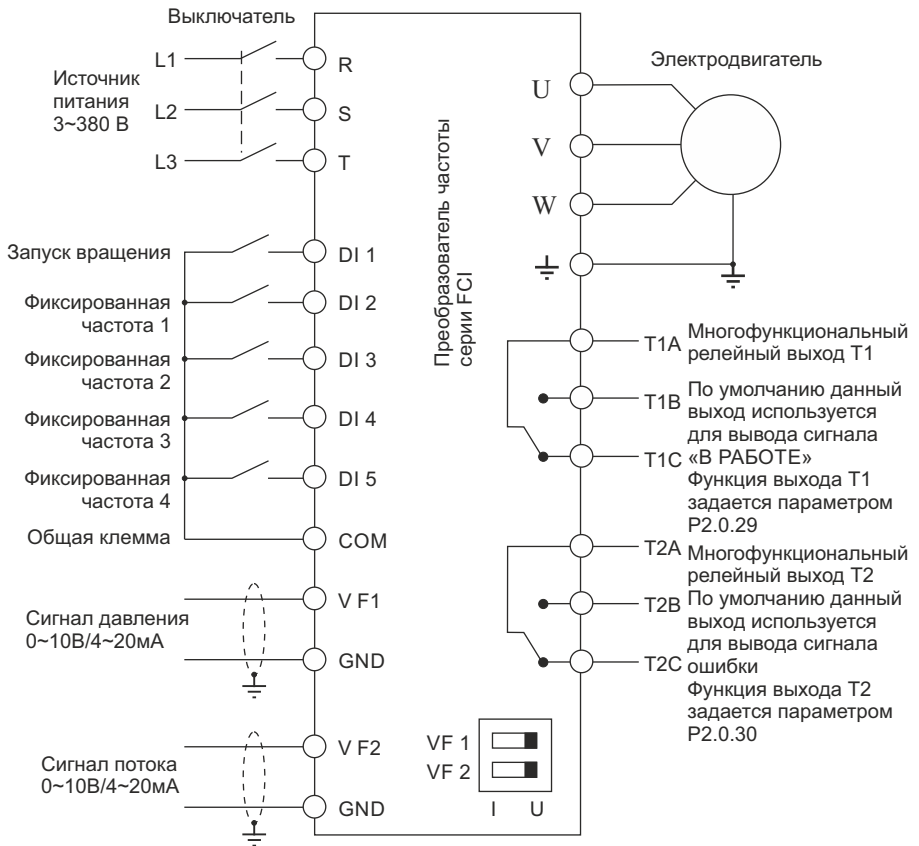 Выключатель
L1
Источник
питания
3~380 В
L2
L3
R
S
T
Запуск вращения
DI 1
Фиксированная
частота 1
DI 2
Фиксированная
частота 2
DI 3
Фиксированная
частота 3
DI 4
Фиксированная
частота 4
DI 5
Общая клемма
COM
Сигнал давления
0~10В/4~20мА
V F1
GND
Сигнал потока
0~10В/4~20мА
V F2
GND
Преобразователь частоты
серии FCI
VF 1
VF 2
I U
Электродвигатель
U
V
W
T1A
Многофункциональный
релейный выход T1
T1B
По умолчанию данный
выход используется
для вывода сигнала
T1C «В РАБОТЕ»
Функция выхода T1
задается параметром
P2.0.29
T2A
Многофункциональный
релейный выход T2
T2B
По умолчанию данный
выход используется
для вывода сигнала
T2C ошибки
Функция выхода T2
задается параметром
P2.0.30